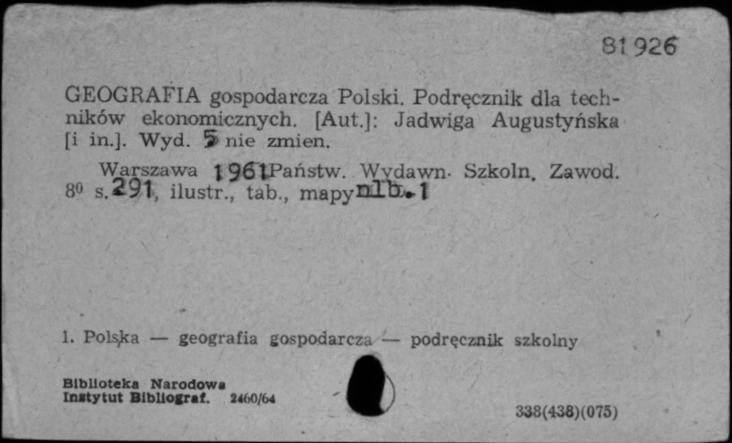 81926
GEOGRAFIA gospodarcza Polski. Podręcznik dla tech-
ników ekonomicznych. [Aut.]: Jadwiga Augustyńska
[i in.]. Wyd. 5 nie zmien.
Warszawa 1961 Państw. Wydawn. Szkoln. Zawod.
8⁰ s. 291, ilustr., tab., mapy nlb. 1
1. Polska — geografia gospodarcza — podręcznik szkolny
Biblioteka Narodowa
Instytut Bibliograf. 2460/64
338(438)(075)